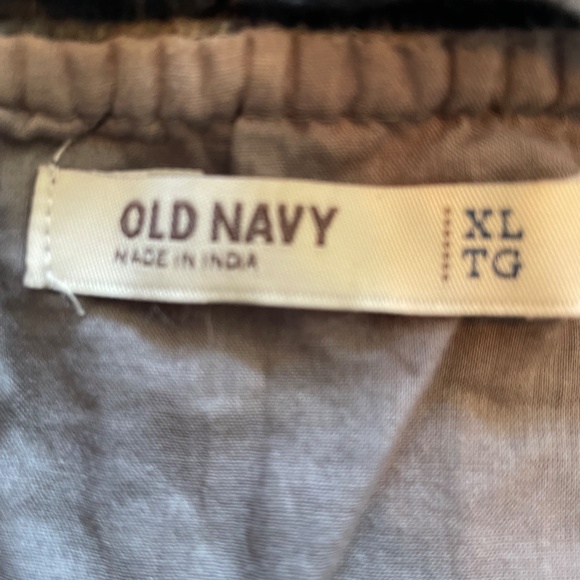 OLD NAVY
MADE IN INDIA
XL
TG